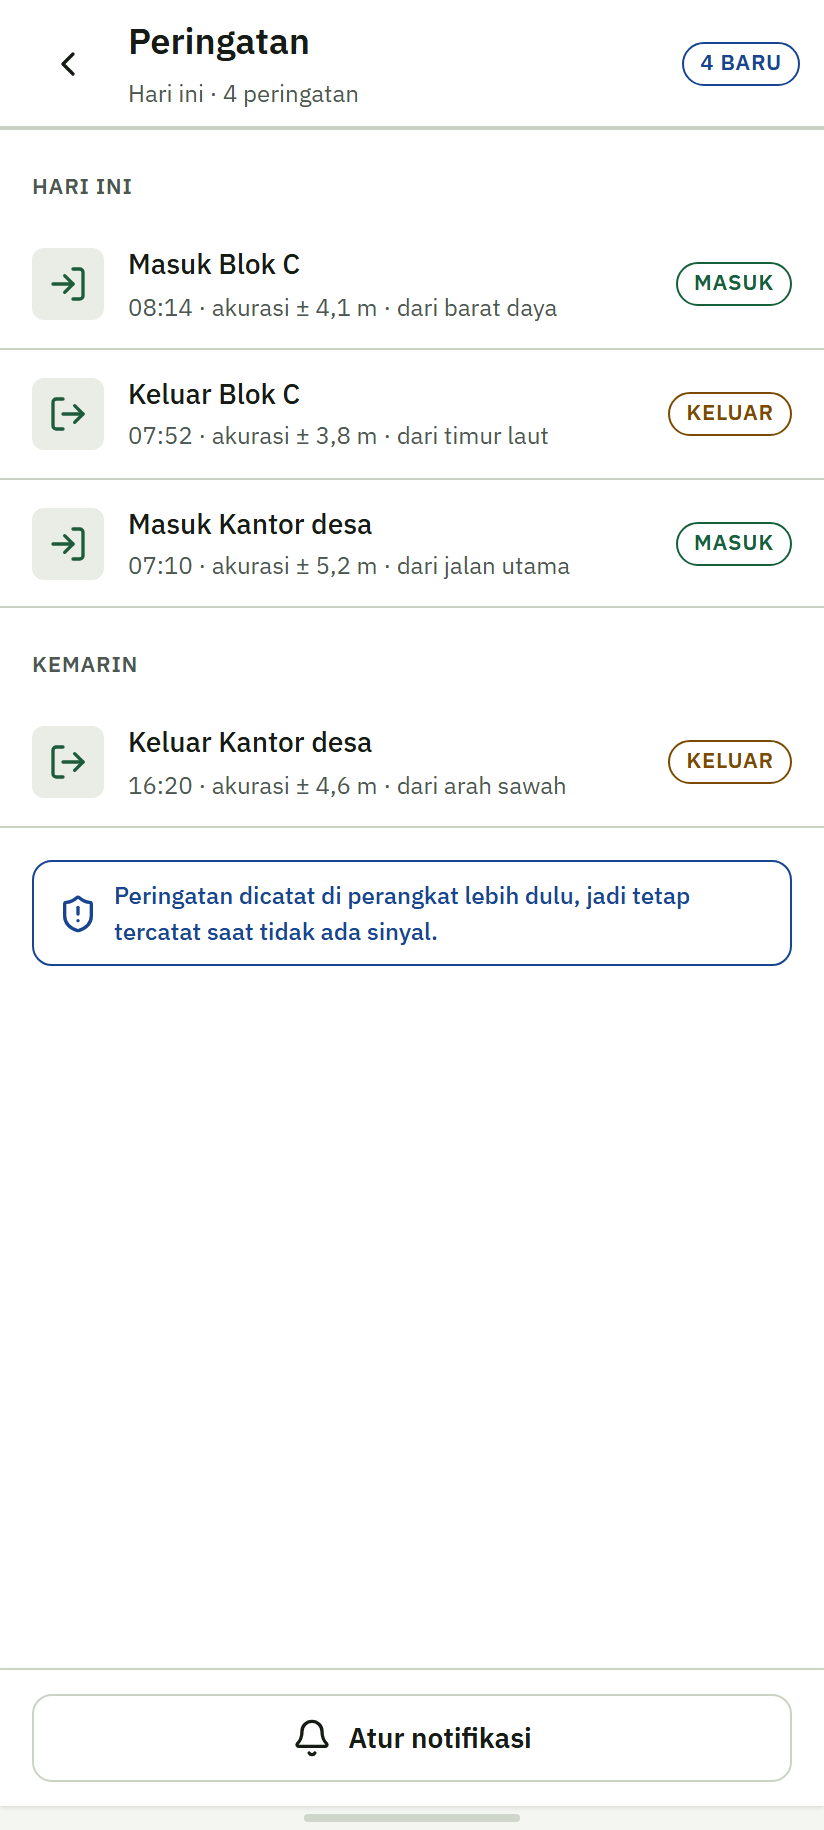 Peringatan
Hari ini · 4 peringatan
4 BARU
HARI INI
Masuk Blok C
08:14 · akurasi ± 4,1 m · dari barat daya
MASUK
Keluar Blok C
07:52 · akurasi ± 3,8 m · dari timur laut
KELUAR
Masuk Kantor desa
07:10 · akurasi ± 5,2 m · dari jalan utama
MASUK
KEMARIN
Keluar Kantor desa
16:20 · akurasi ± 4,6 m · dari arah sawah
KELUAR
Peringatan dicatat di perangkat lebih dulu, jadi tetap
tercatat saat tidak ada sinyal.
Atur notifikasi